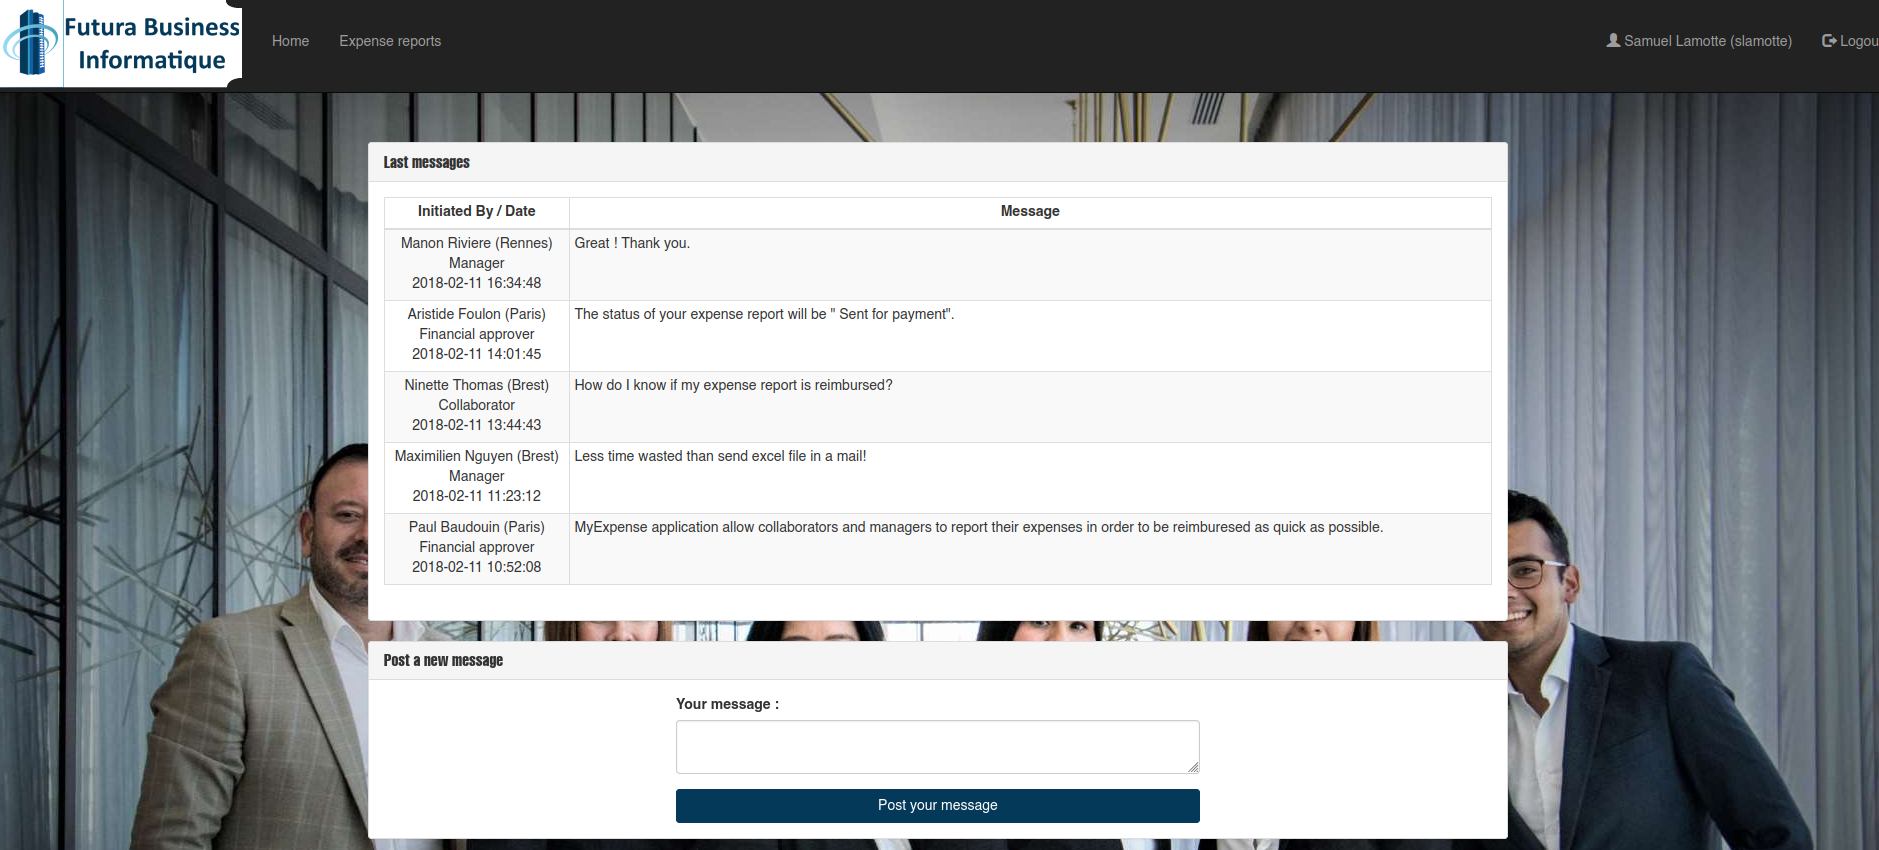 Futura Business
Informatique
Home
Expense reports
Samuel Lamotte (slamotte)
Logou
Last messages
Initiated By / Date
Message
Manon Riviere (Rennes)
Manager
2018-02-11 16:34:48
Great ! Thank you.
Aristide Foulon (Paris)
Financial approver
2018-02-11 14:01:45
The status of your expense report will be " Sent for payment".
Ninette Thomas (Brest)
Collaborator
2018-02-11 13:44:43
How do I know if my expense report is reimbursed?
Maximilien Nguyen (Brest)
Manager
2018-02-11 11:23:12
Less time wasted than send excel file in a mail!
Paul Baudouin (Paris)
Financial approver
2018-02-11 10:52:08
MyExpense application allow collaborators and managers to report their expenses in order to be reimburesed as quick as possible.
Post a new message
Your message :
Post your message